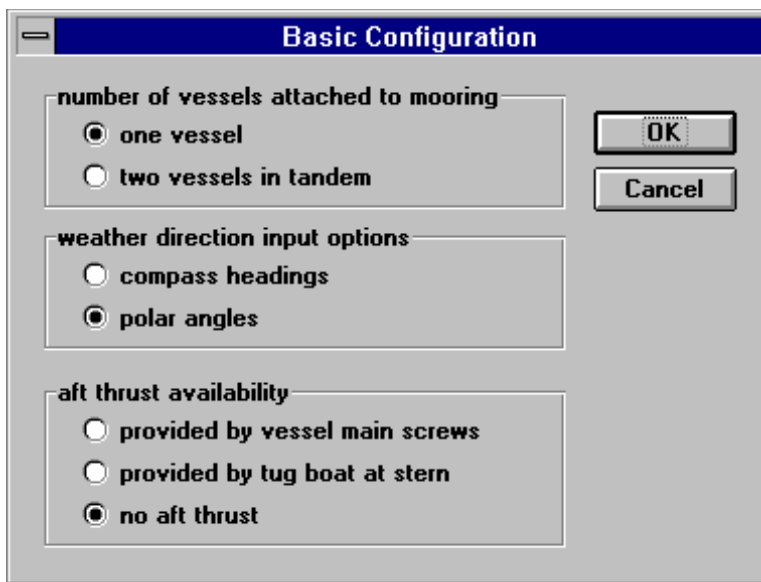 Basic Configuration
number of vessels attached to mooring
one vessel
two vessels in tandem
OK
Cancel
weather direction input options
compass headings
polar angles
aft thrust availability
provided by vessel main screws
provided by tug boat at stern
no aft thrust